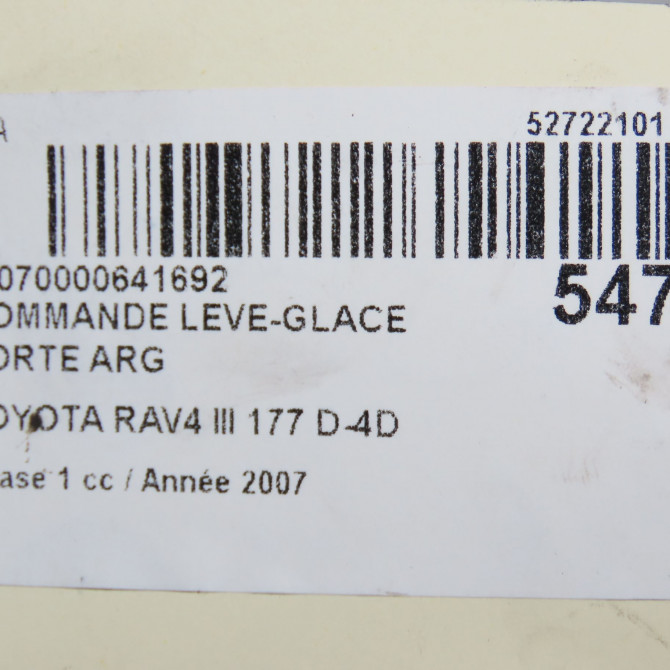 A
52722101
070000641692
547
OMMANDE LEVE-GLACE
ORTE ARG
OYOTA RAV4 III 177 D-4D
ase 1 cc / Année 2007